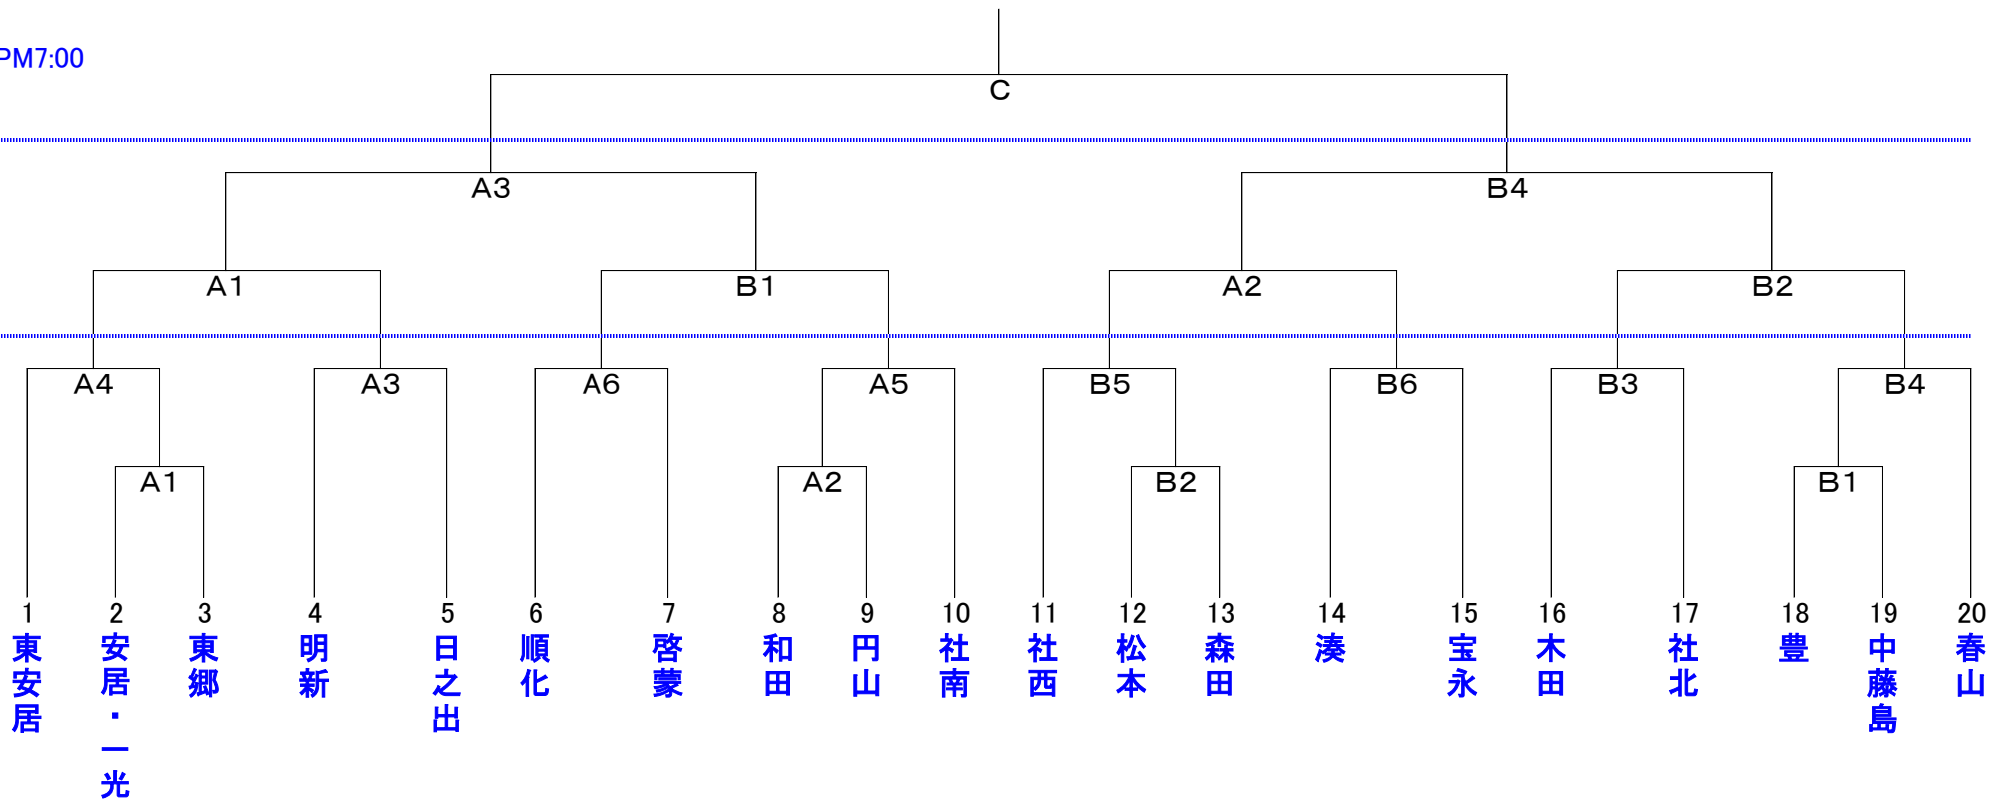 PM7:00
C
A3 B4
A1 B1 A2 B2
A4 A3 A6 A5 B5 B6 B3 B4
A1 A2 B2 B1
1 2 3 4 5 6 7 8 9 10 11 12 13 14 15 16 17 18 19 20
東安居
安居・一光
東郷
明新
日之出
順化
啓蒙
和田
円山
社南
社西
松本
森田
湊
宝永
木田
社北
豊
中藤島
春山